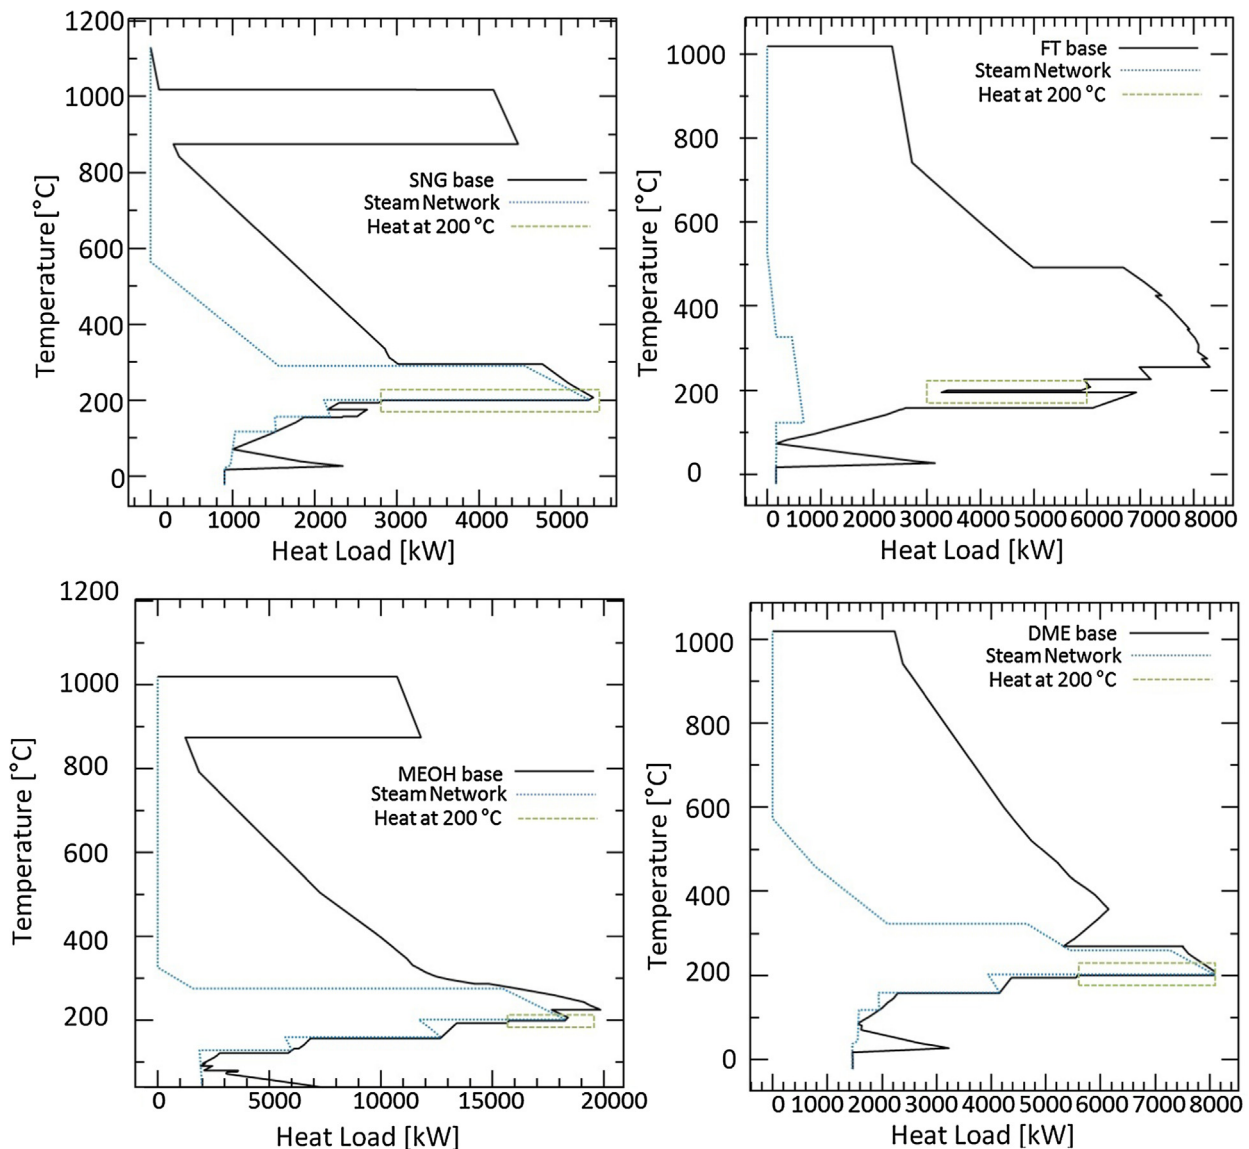 1200
1000
800
600
400
200
0
Temperature[°C]
SNG base
Steam Network
Heat at 200 °C
0 1000 2000 3000 4000 5000
Heat Load [kW]
1000
800
600
400
200
0
Temperature [°C]
FT base
Steam Network
Heat at 200 °C
0 1000 2000 3000 4000 5000 6000 7000 8000
Heat Load [kW]
1200
1000
800
600
400
200
Temperature [°C]
MEOH base
Steam Network
Heat at 200 °C
0 5000 10000 15000 20000
Heat Load [kW]
1000
800
600
400
200
0
Temperature [°C]
DME base
Steam Network
Heat at 200 °C
0 1000 2000 3000 4000 5000 6000 7000 8000
Heat Load [kW]